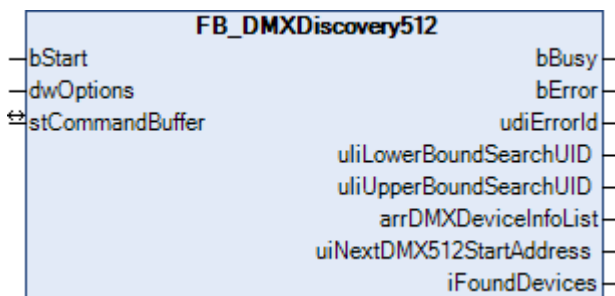 FB_DMXDiscovery512
bStart bBusy
dwOptions bError
stCommandBuffer udiErrorId
uliLowerBoundSearchUID
uliUpperBoundSearchUID
arrDMXDeviceInfoList
uiNextDMX512StartAddress
iFoundDevices